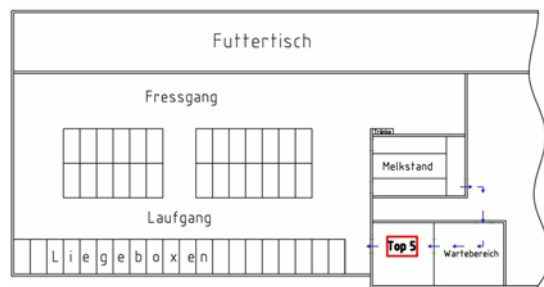 Futtertisch
Fressgang
Tränke
Melkstand
Laufgang
Top 5
Wartebereich
Liegeboxen